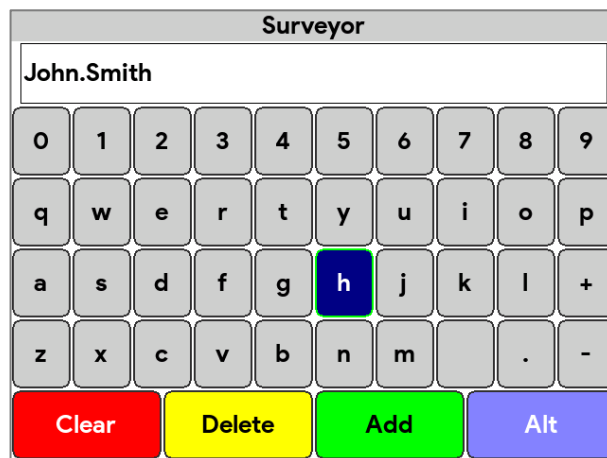 Surveyor
John.Smith
0 1 2 3 4 5 6 7 8 9
q w e r t y u i o p
a s d f g h j k l +
z x c v b n m . -
Clear Delete Add Alt